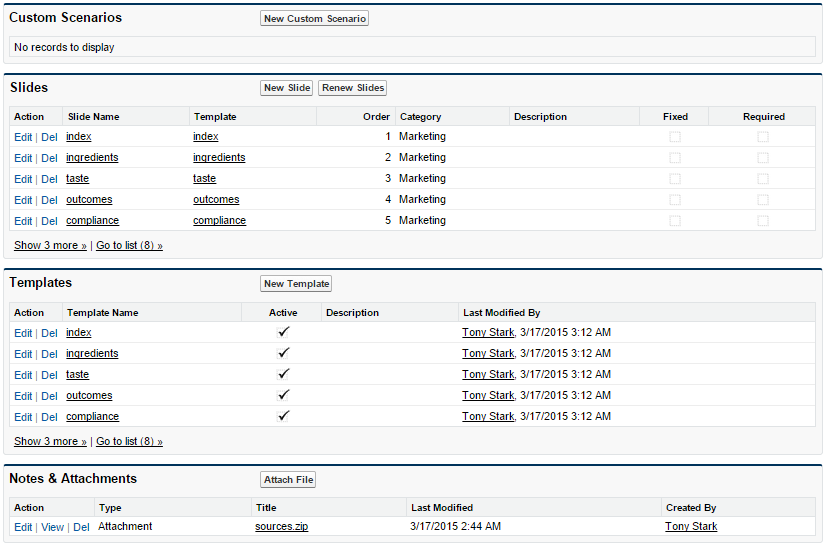 Custom Scenarios New Custom Scenario
No records to display
Slides New Slide Renew Slides
Action Slide Name Template Order Category Description Fixed Required
Edit | Del index index 1 Marketing
Edit | Del ingredients ingredients 2 Marketing
Edit | Del taste taste 3 Marketing
Edit | Del outcomes outcomes 4 Marketing
Edit | Del compliance compliance 5 Marketing
Show 3 more » | Go to list (8) »
Templates New Template
Action Template Name Active Description Last Modified By
Edit | Del index Tony Stark, 3/17/2015 3:12 AM
Edit | Del ingredients Tony Stark, 3/17/2015 3:12 AM
Edit | Del taste Tony Stark, 3/17/2015 3:12 AM
Edit | Del outcomes Tony Stark, 3/17/2015 3:12 AM
Edit | Del compliance Tony Stark, 3/17/2015 3:12 AM
Show 3 more » | Go to list (8) »
Notes & Attachments Attach File
Action Type Title Last Modified Created By
Edit | View | Del Attachment sources.zip 3/17/2015 2:44 AM Tony Stark